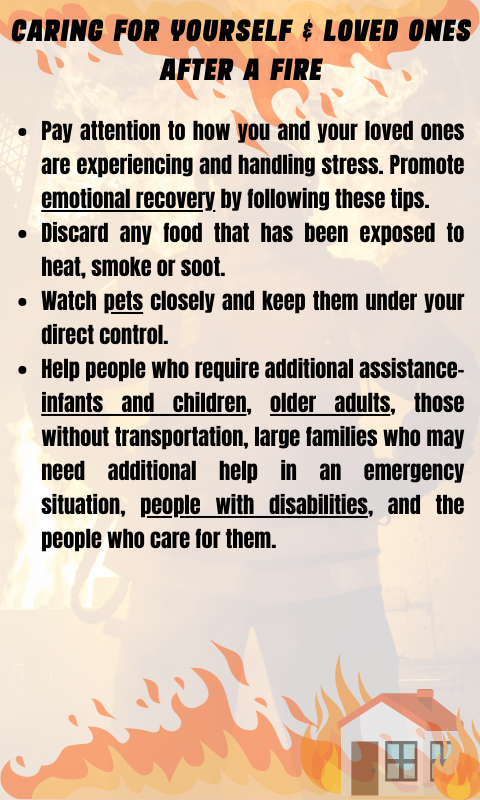 CARING FOR YOURSELF & LOVED ONES
AFTER A FIRE
• Pay attention to how you and your loved ones
are experiencing and handling stress. Promote
emotional recovery by following these tips.
• Discard any food that has been exposed to
heat, smoke or soot.
• Watch pets closely and keep them under your
direct control.
• Help people who require additional assistance-
infants and children, older adults, those
without transportation, large families who may
need additional help in an emergency
situation, people with disabilities, and the
people who care for them.